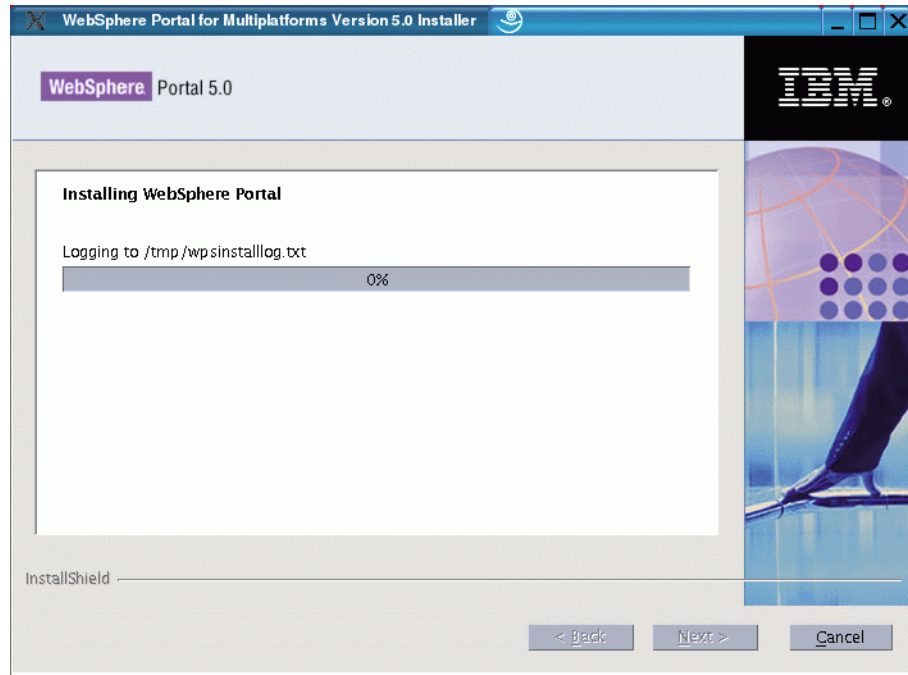 WebSphere Portal for Multiplatforms Version 5.0 Installer
WebSphere Portal 5.0
IBM®
Installing WebSphere Portal
Logging to /tmp/wpsinstalllog.txt
0%
InstallShield
< Back Next > Cancel